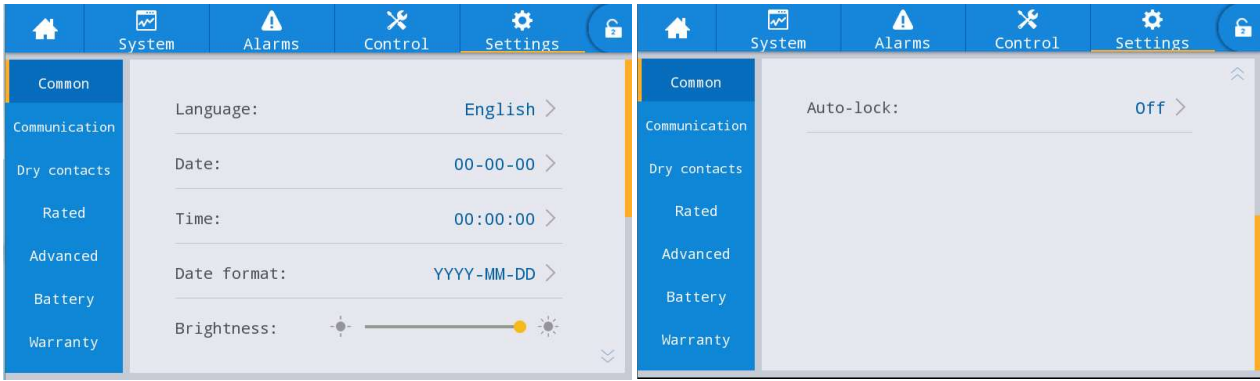 System Alarms Control Settings 2
Common
Communication
Dry contacts
Rated
Advanced
Battery
Warranty
Language: English
Date: 00-00-00
Time: 00:00:00
Date format: YYYY-MM-DD
Brightness:
System Alarms Control Settings 2
Common
Communication
Dry contacts
Rated
Advanced
Battery
Warranty
Auto-lock: Off